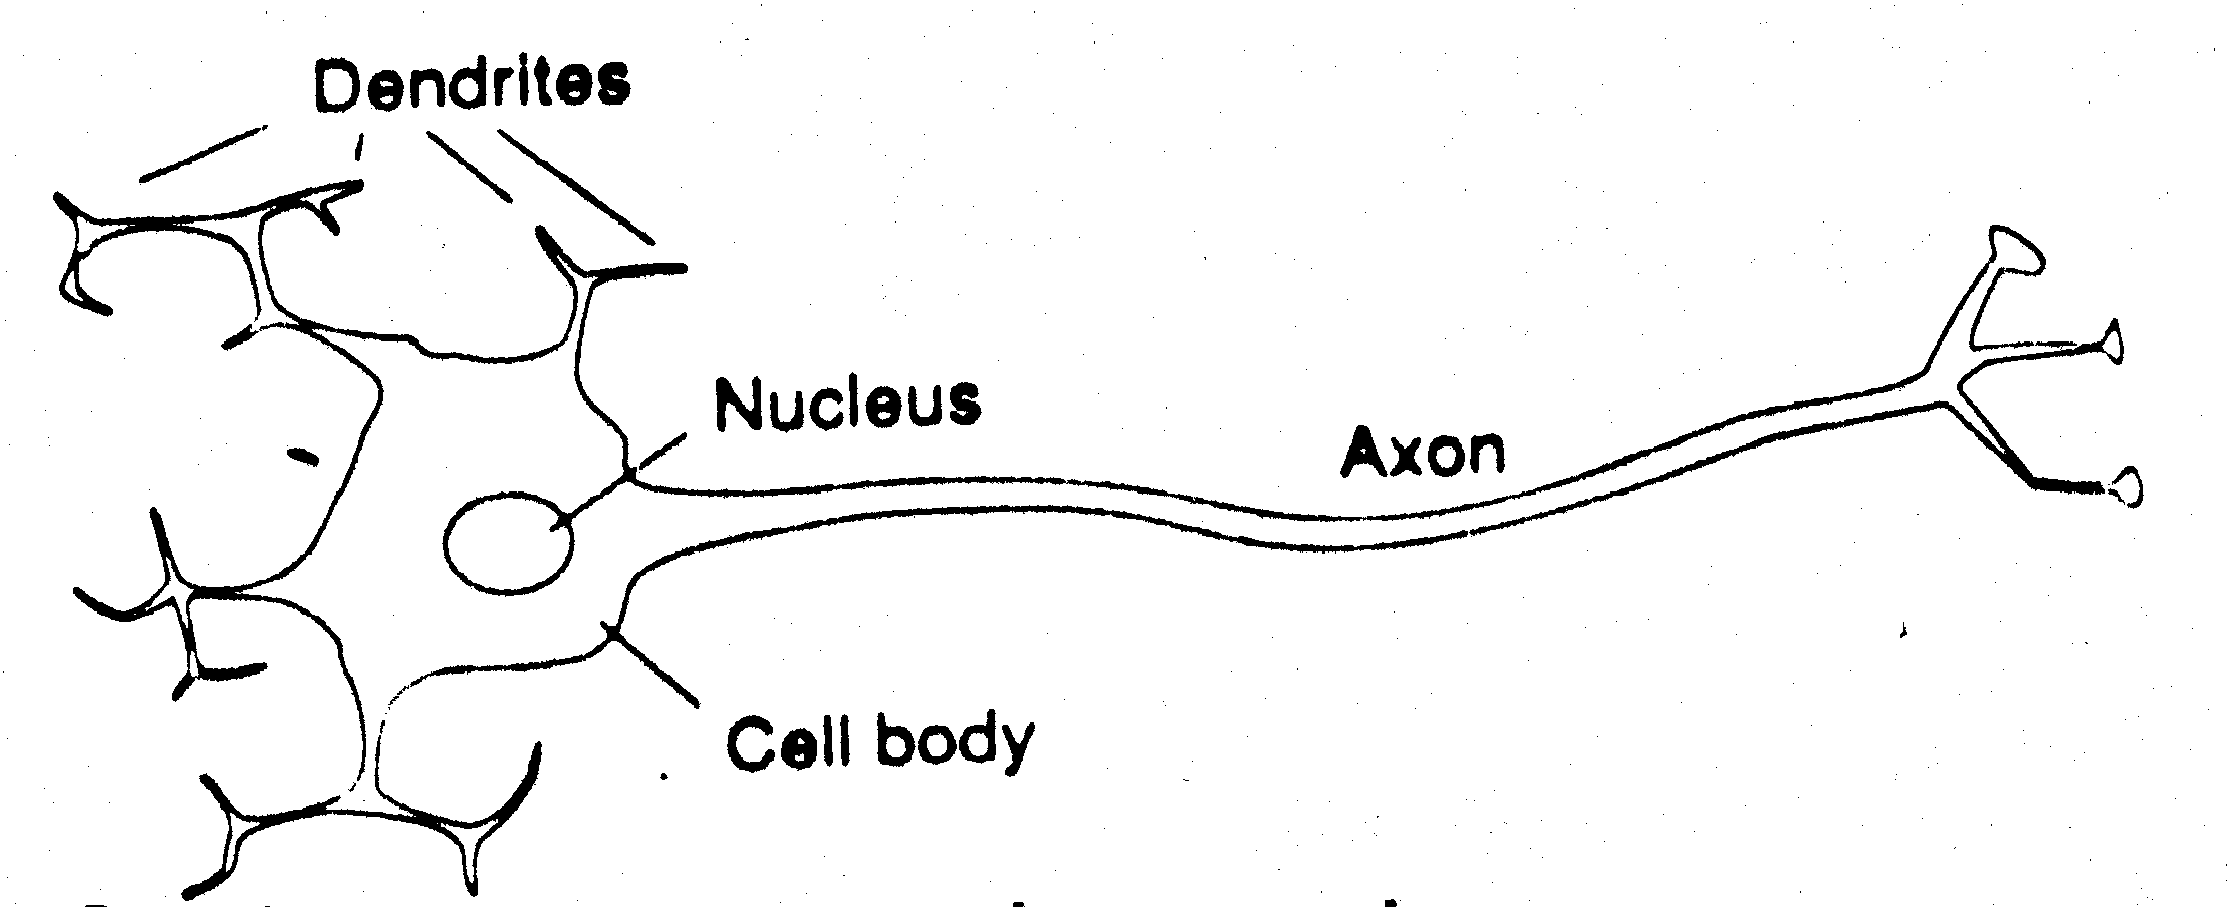 Dendrites
Nucleus
Axon
Cell body